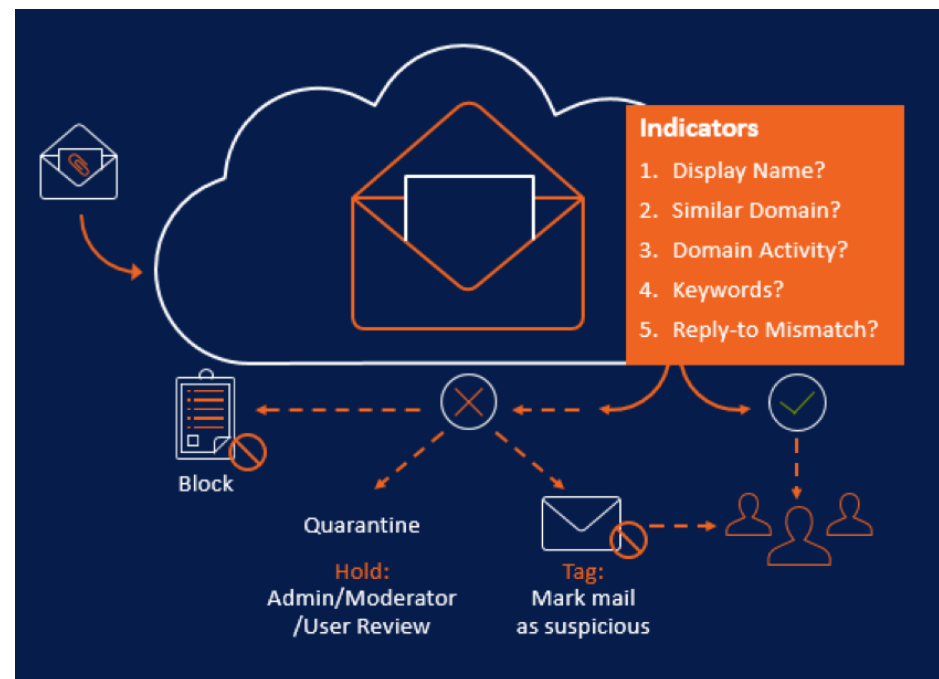 Indicators
1. Display Name?
2. Similar Domain?
3. Domain Activity?
4. Keywords?
5. Reply-to Mismatch?
Block
Quarantine
Hold:
Admin/Moderator
/User Review
Tag:
Mark mail
as suspicious